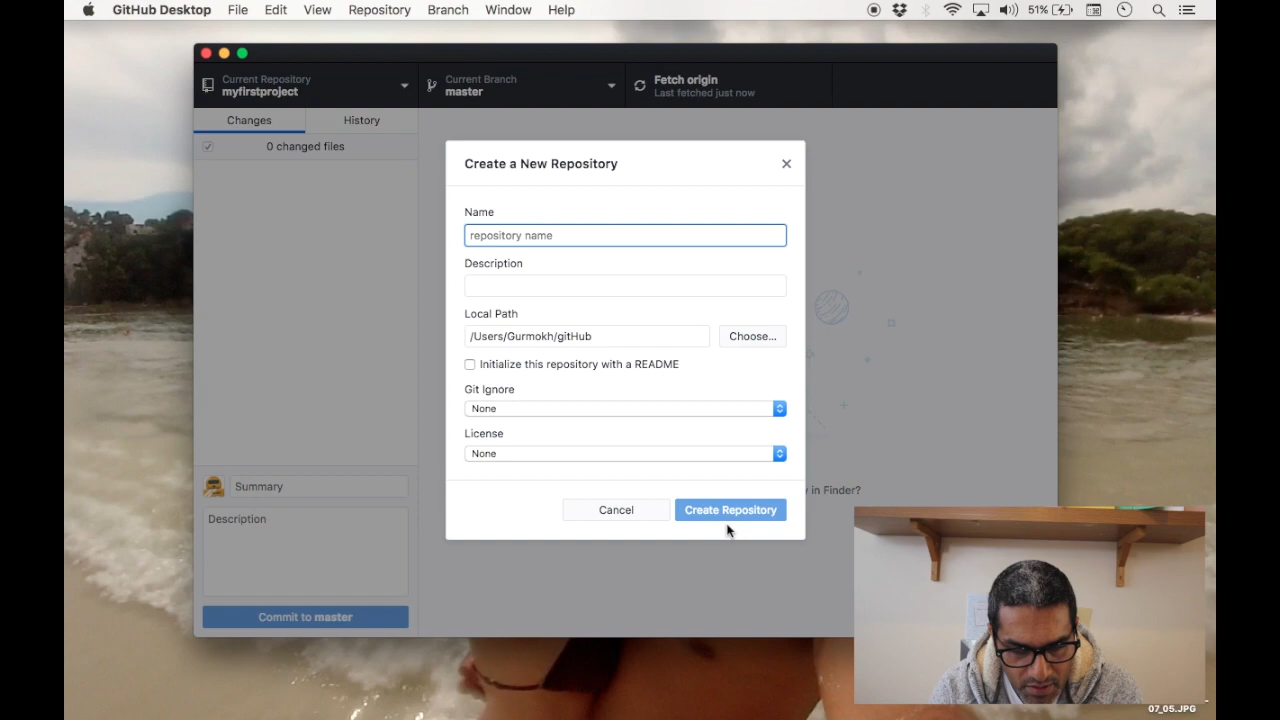 GitHub Desktop File Edit View Repository Branch Window Help 51%
Current Repository
myfirstproject
Current Branch
master
Fetch origin
Last fetched just now
Changes History
0 changed files
Create a New Repository
Name
repository name
Description
Local Path
/Users/Gurmokh/gitHub
Choose...
Initialize this repository with a README
Git Ignore
None
License
None
Cancel Create Repository
in Finder?
Summary
Description
Commit to master
07_05.JPG